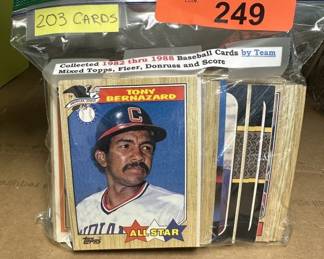 203 CARDS
249
Collected 1982 thru 1988 Baseball Cards by Team
Mixed Topps, Fleer, Donruss and Score
TONY
BERNAZARD
C
INDIANS
Topps
ALL STAR